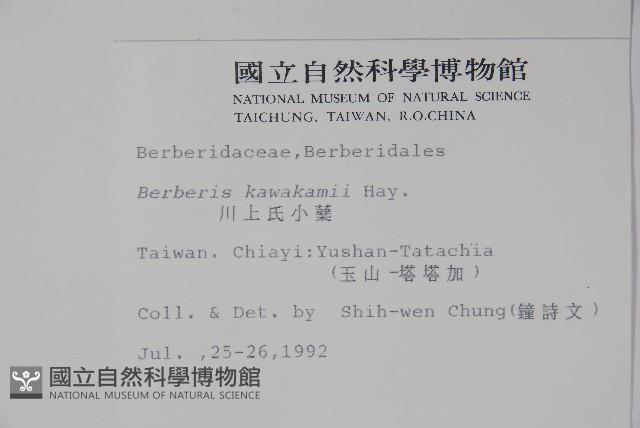 國立自然科學博物館
NATIONAL MUSEUM OF NATURAL SCIENCE
TAICHUNG, TAIWAN, R.O.CHINA
Berberidaceae,Berberidales
Berberis kawakamii Hay.
川上氏小蘗
Taiwan. Chiayi:Yushan-Tatachia
(玉山-塔塔加)
Coll. & Det. by Shih-wen Chung(鐘詩文)
Jul. ,25-26,1992
國立自然科學博物館
NATIONAL MUSEUM OF NATURAL SCIENCE